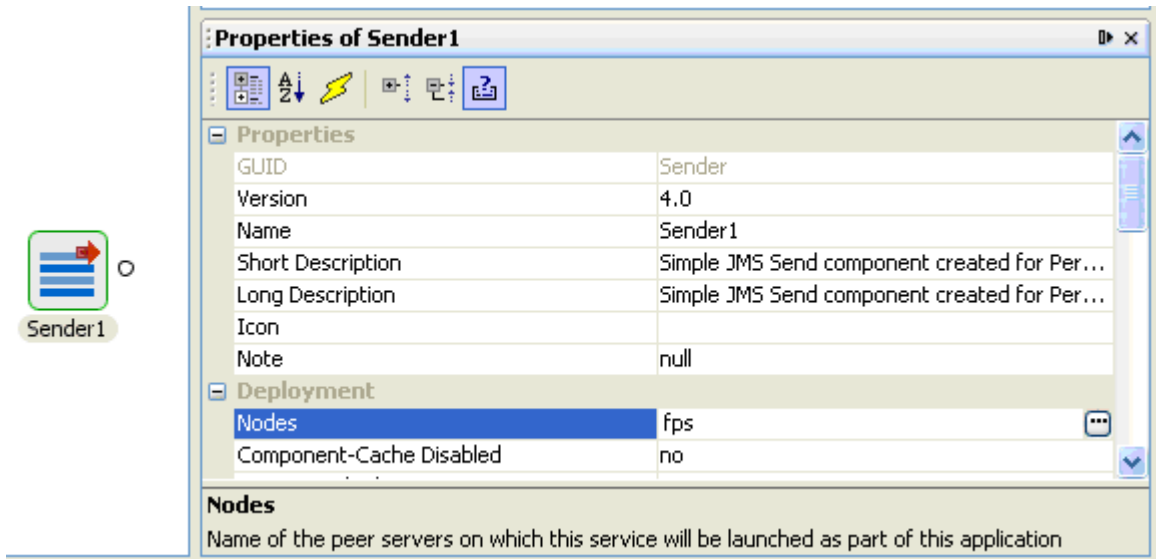 Properties of Sender1
Properties
GUID Sender
Version 4.0
Name Sender1
Short Description Simple JMS Send component created for Per...
Long Description Simple JMS Send component created for Per...
Icon
Note null
Deployment
Nodes fps
Component-Cache Disabled no
Nodes
Name of the peer servers on which this service will be launched as part of this application
Sender1